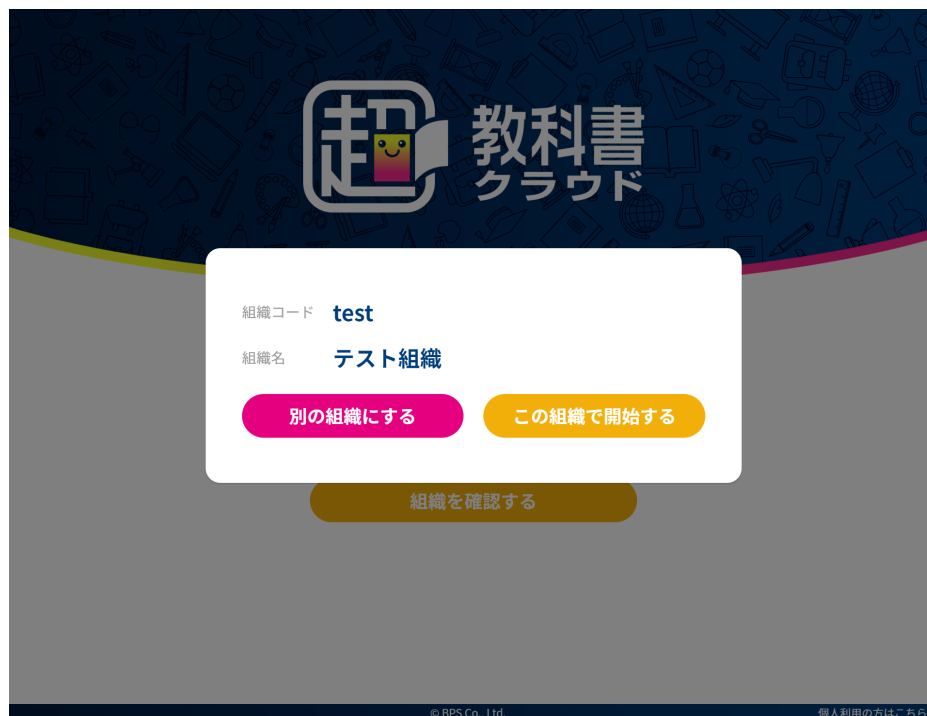 超 教科書
クラウド
組織コード test
組織名 テスト組織
別の組織にする この組織で開始する
組織を確認する
© BPS Co., Ltd. 個人利用の方はこちら